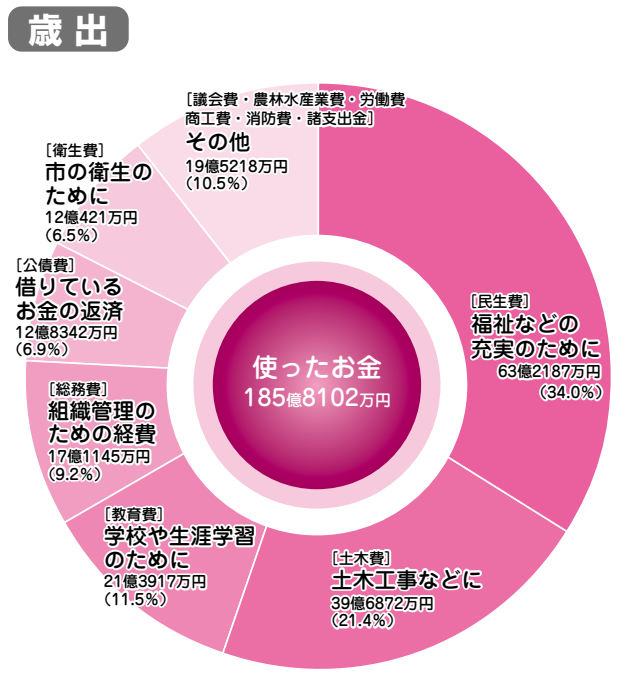 歳出
[議会費・農林水産業費・労働費
商工費・消防費・諸支出金]
その他
19億5218万円
(10.5%)
[衛生費]
市の衛生の
ために
12億421万円
(6.5%)
[公債費]
借りている
お金の返済
12億8342万円
(6.9%)
[総務費]
組織管理の
ための経費
17億1145万円
(9.2%)
[教育費]
学校や生涯学習
のために
21億3917万円
(11.5%)
[土木費]
土木工事などに
39億6872万円
(21.4%)
[民生費]
福祉などの
充実のために
63億2187万円
(34.0%)
使ったお金
185億8102万円